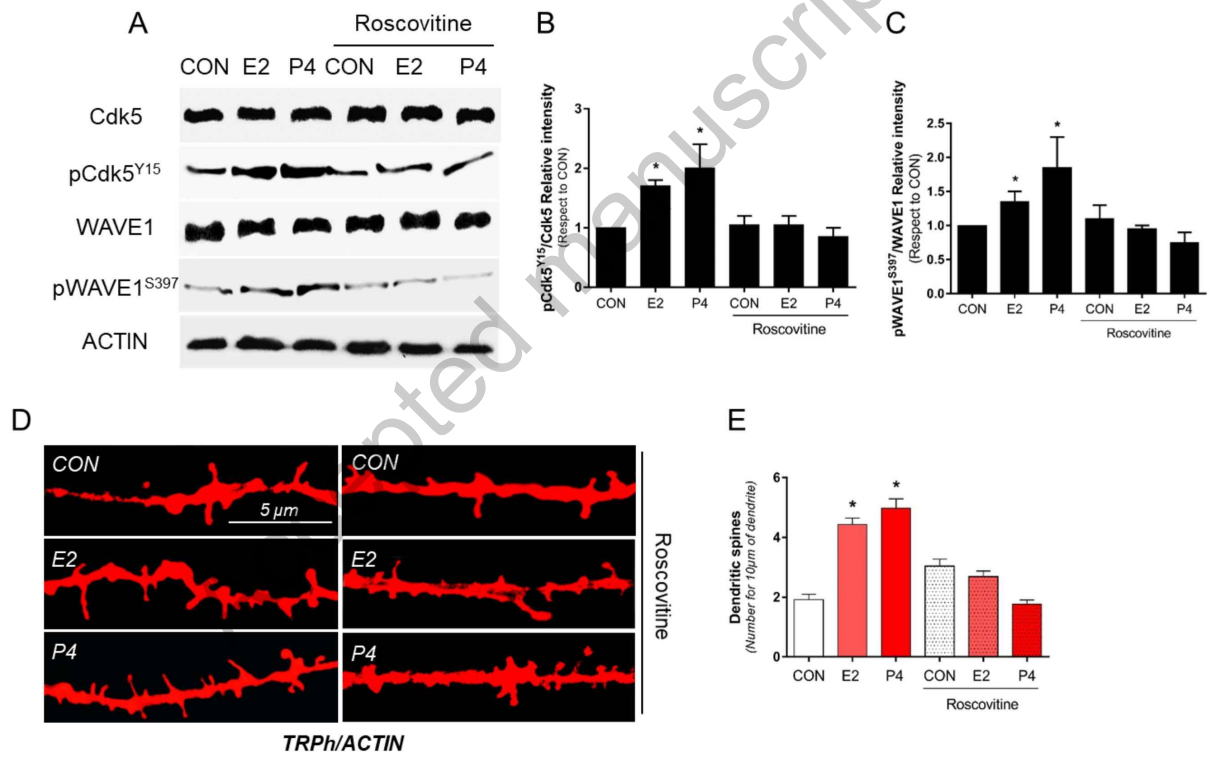 A
Roscovitine
CON E2 P4 CON E2 P4
Cdk5
pCdk5Y15
WAVE1
pWAVE1S397
ACTIN
B
pCdk5Y15/Cdk5 Relative intensity
(Respect to CON)
3
2
1
0
*
*
CON E2 P4 CON E2 P4
Roscovitine
C
pWAVE1S397/WAVE1 Relative intensity
(Respect to CON)
2.5
2.0
1.5
1.0
0.5
0.0
*
*
CON E2 P4 CON E2 P4
Roscovitine
D
CON
5 µm
CON
E2
E2
P4
P4
Roscovitine
TRPh/ACTIN
E
Dendritic spines
(Number for 10µm of dendrite)
6
4
2
0
*
*
CON E2 P4 CON E2 P4
Roscovitine
pted manuscrip